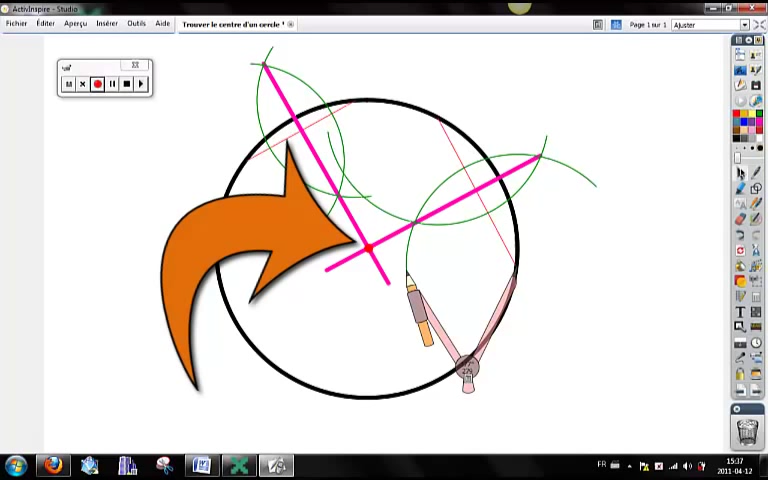 ActivInspire - Studio
Fichier Éditer Aperçu Insérer Outils Aide
Trouver le centre d'un cercle *
Page 1 sur 1
Ajuster
FR
15:37
2011-04-12